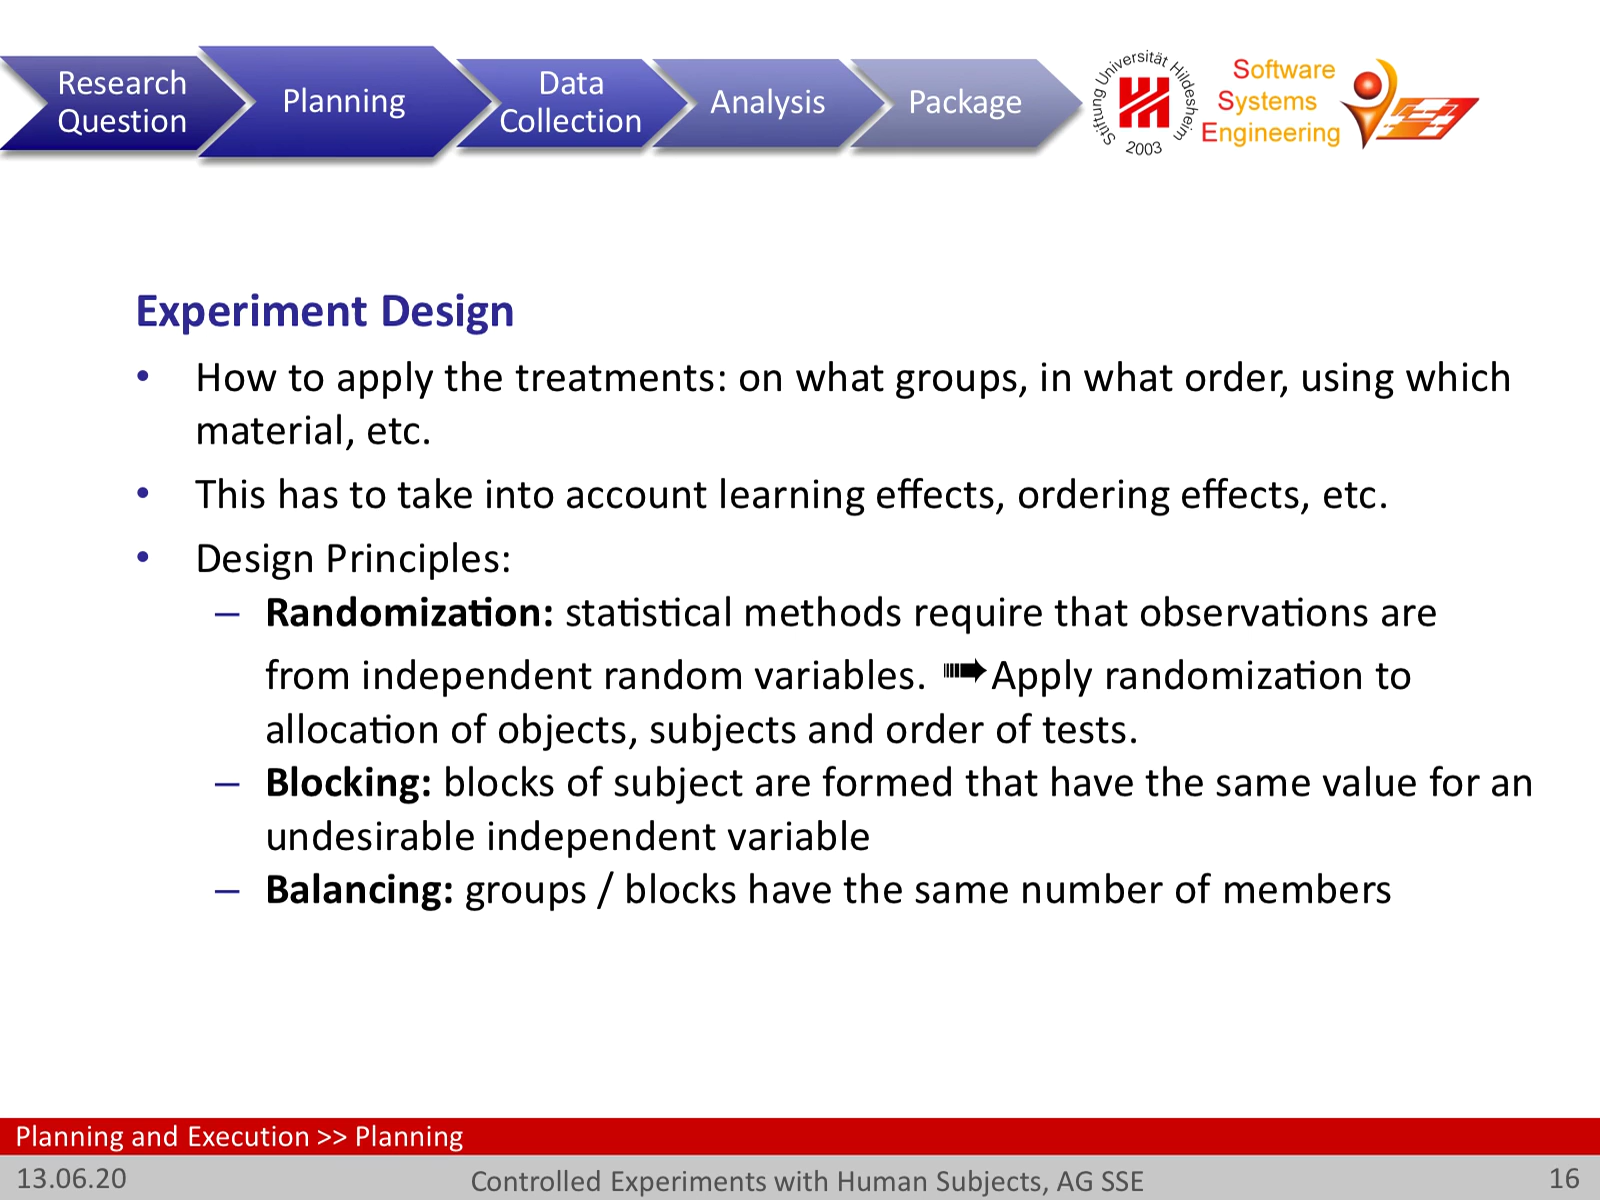 Research
Question
Planning
Data
Collection
Analysis
Package
Stiftung Universität Hildesheim
2003
Software
Systems
Engineering
Experiment Design
• How to apply the treatments: on what groups, in what order, using which
material, etc.
• This has to take into account learning effects, ordering effects, etc.
• Design Principles:
– Randomization: statistical methods require that observations are
from independent random variables. ➠Apply randomization to
allocation of objects, subjects and order of tests.
– Blocking: blocks of subject are formed that have the same value for an
undesirable independent variable
– Balancing: groups / blocks have the same number of members
Planning and Execution >> Planning
13.06.20
Controlled Experiments with Human Subjects, AG SSE
16